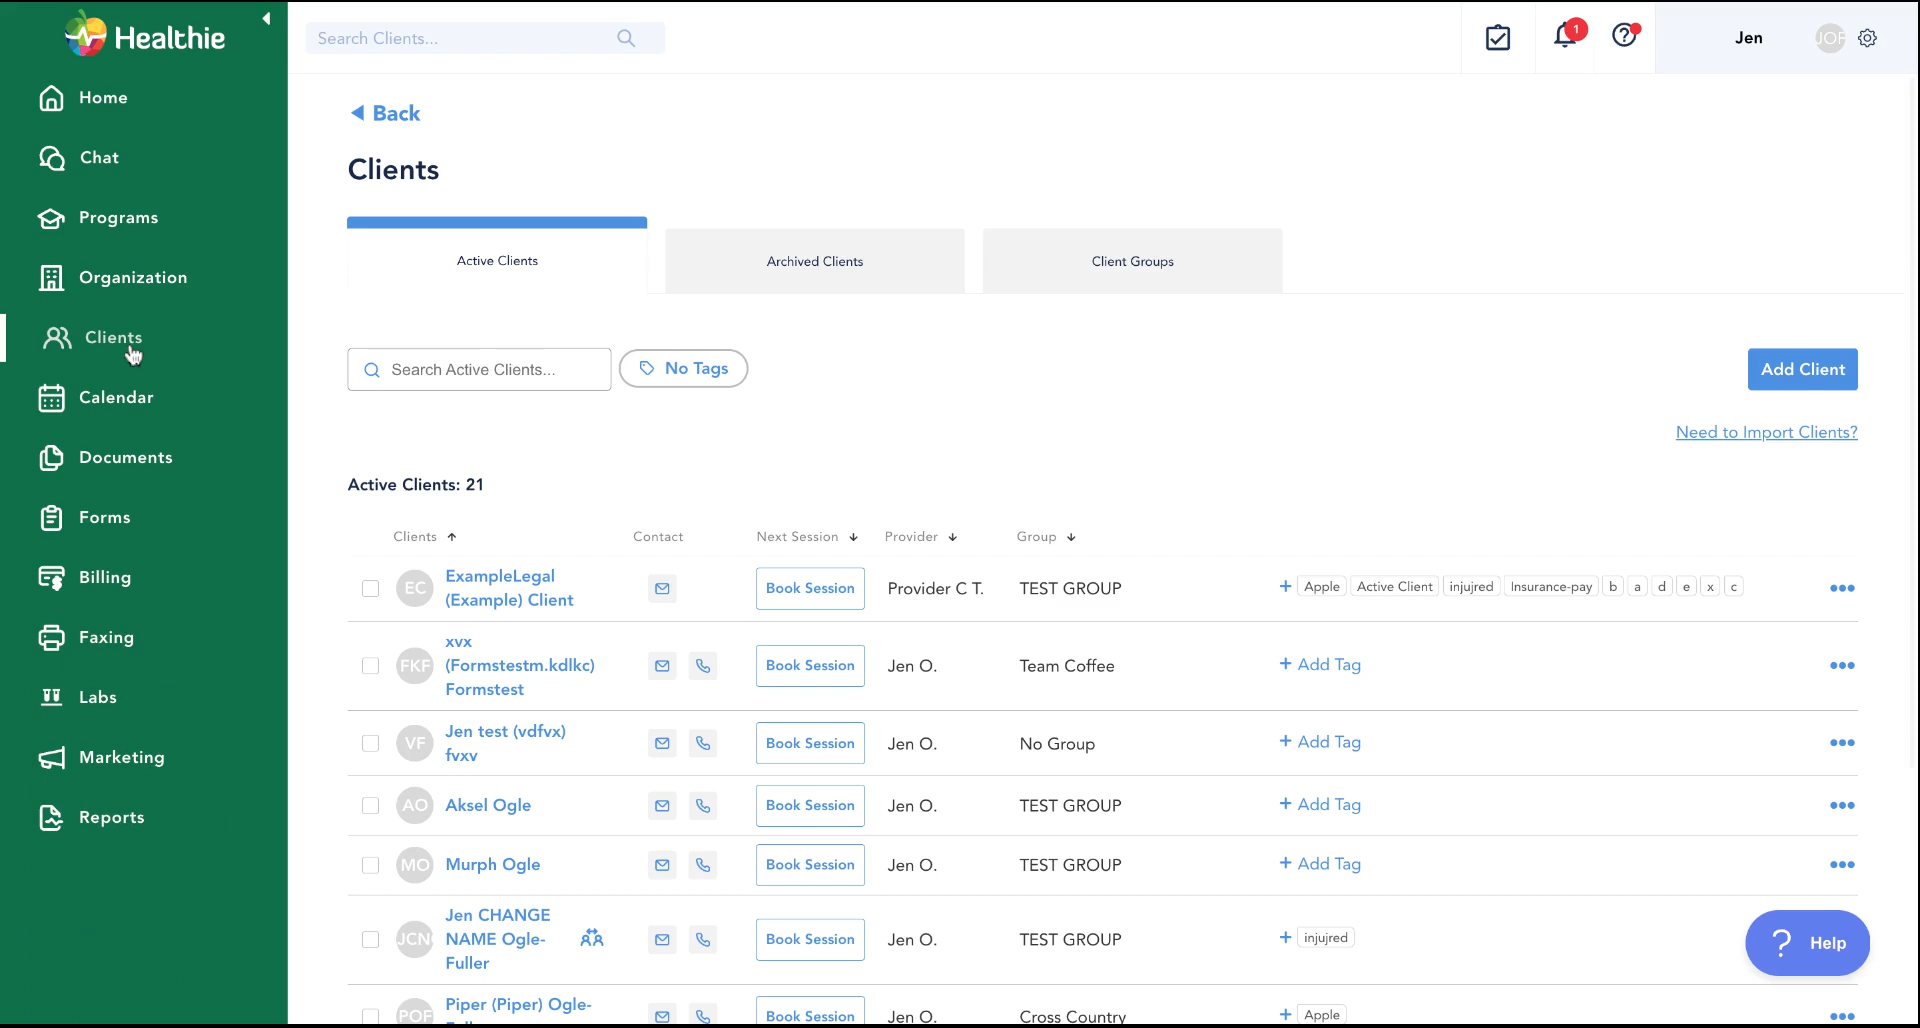 Healthie
Search Clients...
1
Jen
JOF
Home
Chat
Programs
Organization
Clients
Calendar
Documents
Forms
Billing
Faxing
Labs
Marketing
Reports
Back
Clients
Active Clients
Archived Clients
Client Groups
Search Active Clients...
No Tags
Add Client
Need to Import Clients?
Active Clients: 21
Clients Contact Next Session Provider Group
EC ExampleLegal (Example) Client Book Session Provider C T. TEST GROUP + Apple Active Client injujred Insurance-pay b a d e x c
FKF xvx (Formstestm.kdlkc) Formstest Book Session Jen O. Team Coffee + Add Tag
VF Jen test (vdfvx) fvxv Book Session Jen O. No Group + Add Tag
AO Aksel Ogle Book Session Jen O. TEST GROUP + Add Tag
MO Murph Ogle Book Session Jen O. TEST GROUP + Add Tag
JCN Jen CHANGE NAME Ogle-Fuller Book Session Jen O. TEST GROUP + injujred
POF Piper (Piper) Ogle- Book Session Jen O. Cross Country + Apple
? Help